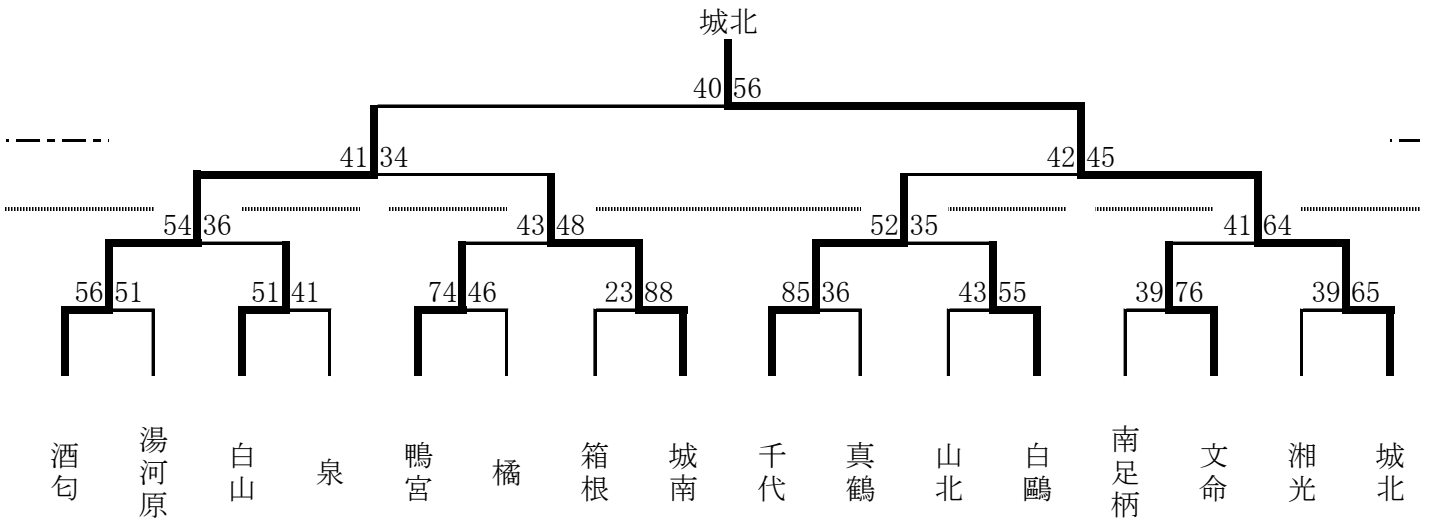 城北
40 56
41 34 42 45
54 36 43 48 52 35 41 64
56 51 51 41 74 46 23 88 85 36 43 55 39 76 39 65
酒匂
湯河原
白山
泉
鴨宮
橘
箱根
城南
千代
真鶴
山北
白鷗
南足柄
文命
湘光
城北